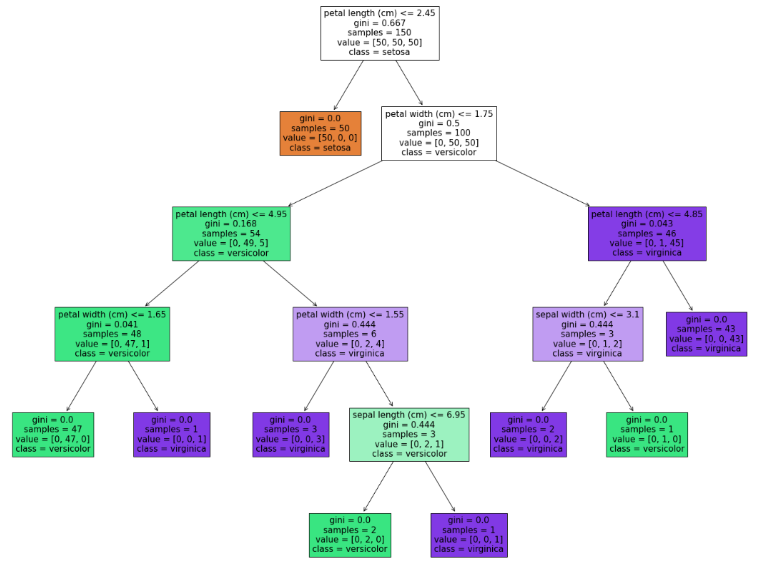 petal length (cm) <= 2.45
gini = 0.667
samples = 150
value = [50, 50, 50]
class = setosa
gini = 0.0
samples = 50
value = [50, 0, 0]
class = setosa
petal width (cm) <= 1.75
gini = 0.5
samples = 100
value = [0, 50, 50]
class = versicolor
petal length (cm) <= 4.95
gini = 0.168
samples = 54
value = [0, 49, 5]
class = versicolor
petal length (cm) <= 4.85
gini = 0.043
samples = 46
value = [0, 1, 45]
class = virginica
petal width (cm) <= 1.65
gini = 0.041
samples = 48
value = [0, 47, 1]
class = versicolor
petal width (cm) <= 1.55
gini = 0.444
samples = 6
value = [0, 2, 4]
class = virginica
sepal width (cm) <= 3.1
gini = 0.444
samples = 3
value = [0, 1, 2]
class = virginica
gini = 0.0
samples = 43
value = [0, 0, 43]
class = virginica
gini = 0.0
samples = 47
value = [0, 47, 0]
class = versicolor
gini = 0.0
samples = 1
value = [0, 0, 1]
class = virginica
gini = 0.0
samples = 3
value = [0, 0, 3]
class = virginica
sepal length (cm) <= 6.95
gini = 0.444
samples = 3
value = [0, 2, 1]
class = versicolor
gini = 0.0
samples = 2
value = [0, 0, 2]
class = virginica
gini = 0.0
samples = 1
value = [0, 1, 0]
class = versicolor
gini = 0.0
samples = 2
value = [0, 2, 0]
class = versicolor
gini = 0.0
samples = 1
value = [0, 0, 1]
class = virginica